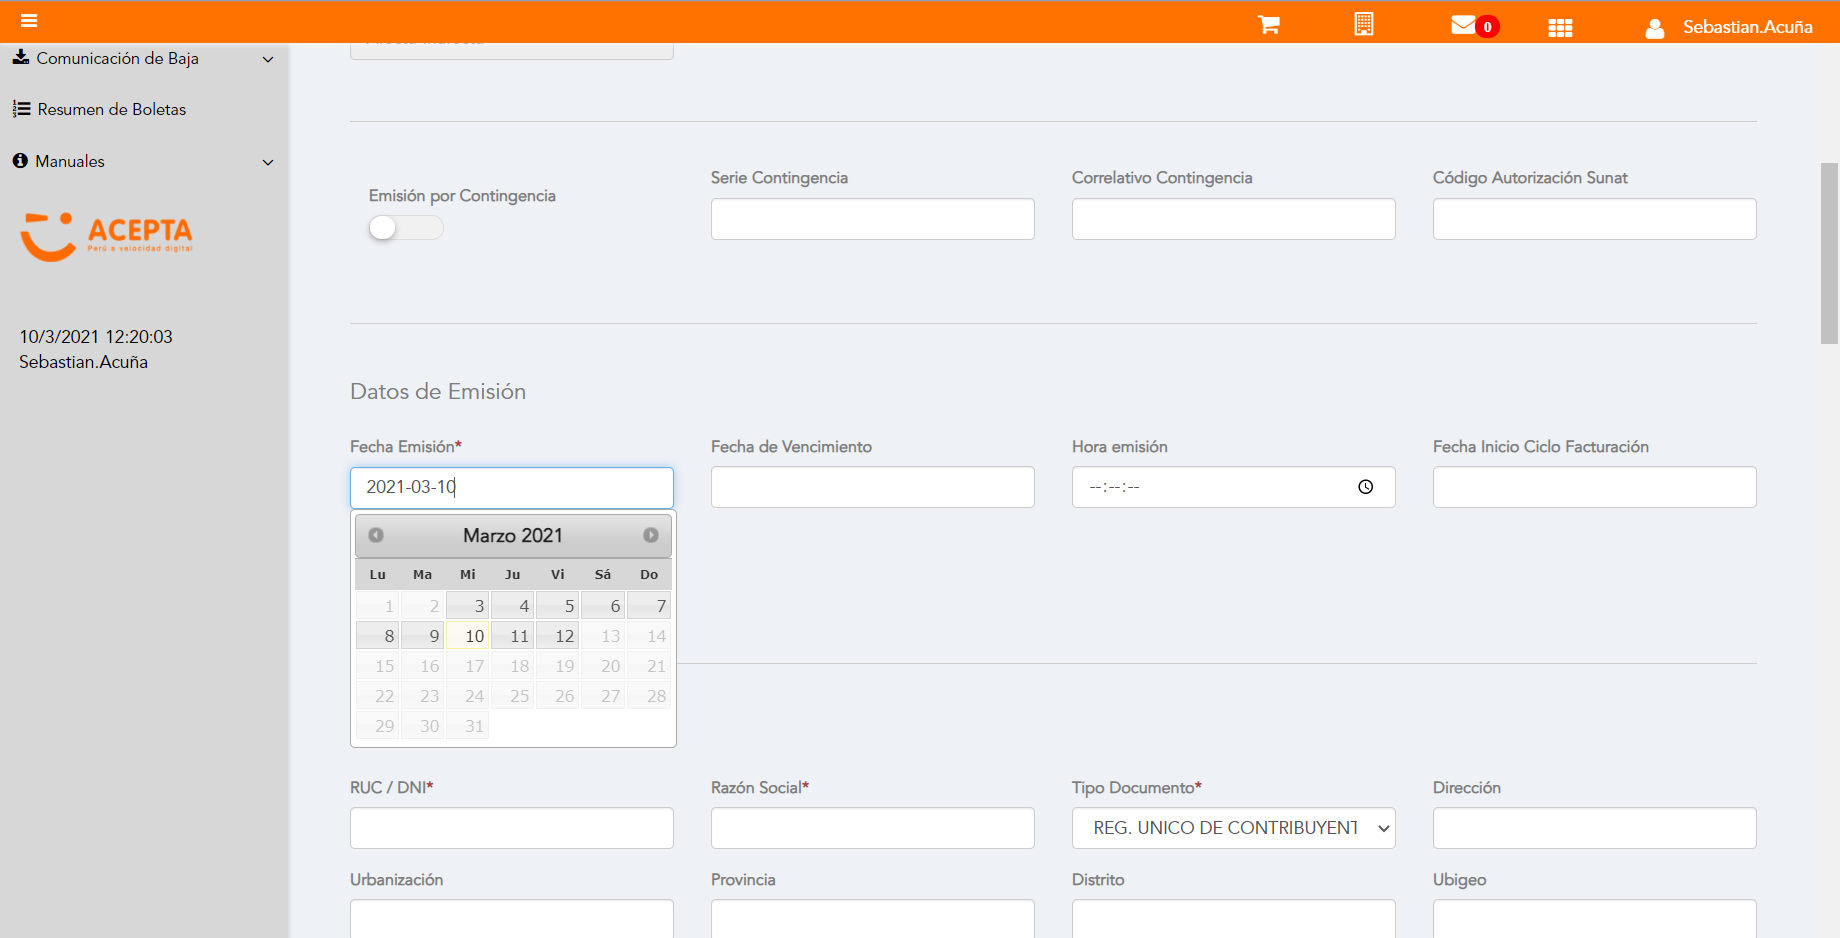 0
Sebastian.Acuña
Comunicación de Baja
Resumen de Boletas
Manuales
ACEPTA
Perú a velocidad digital
10/3/2021 12:20:03
Sebastian.Acuña
Emisión por Contingencia
Serie Contingencia
Correlativo Contingencia
Código Autorización Sunat
Datos de Emisión
Fecha Emisión*
Fecha de Vencimiento
Hora emisión
Fecha Inicio Ciclo Facturación
2021-03-10
--:--:--
Marzo 2021
Lu Ma Mi Ju Vi Sá Do
1 2 3 4 5 6 7
8 9 10 11 12 13 14
15 16 17 18 19 20 21
22 23 24 25 26 27 28
29 30 31
RUC / DNI*
Razón Social*
Tipo Documento*
Dirección
REG. UNICO DE CONTRIBUYENT
Urbanización
Provincia
Distrito
Ubigeo